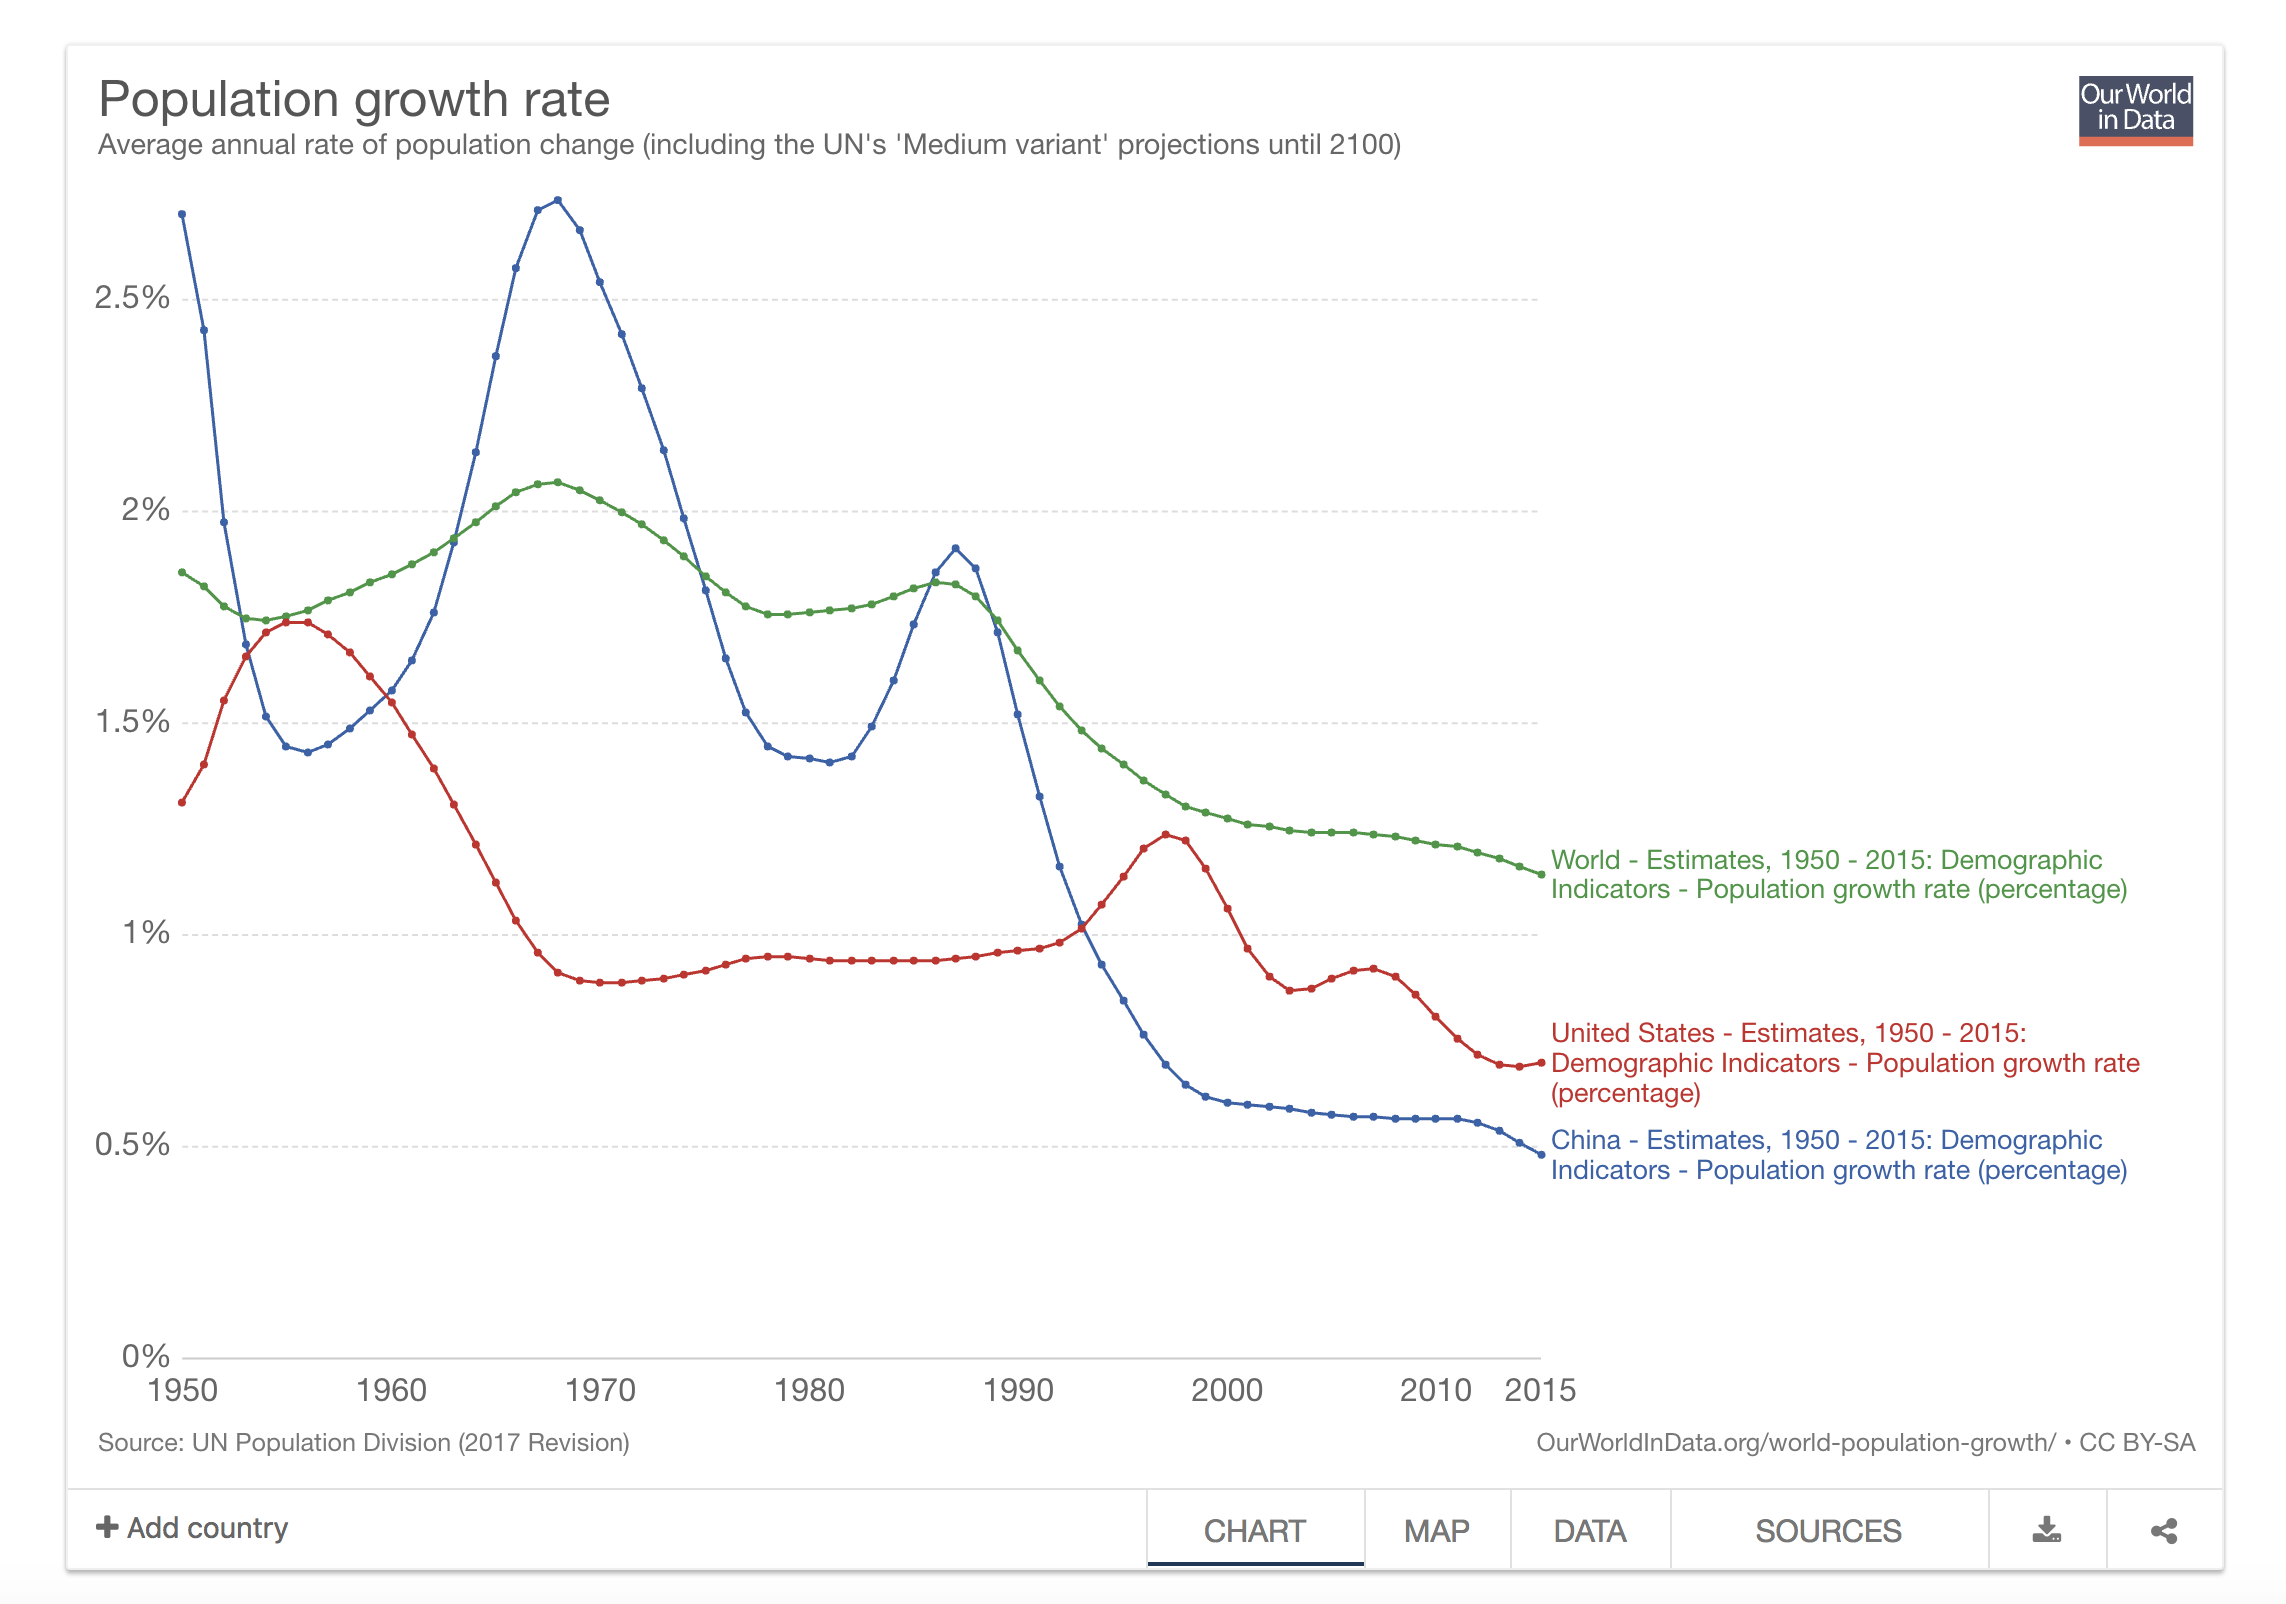 Population growth rate
Average annual rate of population change (including the UN's 'Medium variant' projections until 2100)
Our World
in Data
2.5%
2%
1.5%
1%
0.5%
0%
1950 1960 1970 1980 1990 2000 2010 2015
World - Estimates, 1950 - 2015: Demographic
Indicators - Population growth rate (percentage)
United States - Estimates, 1950 - 2015:
Demographic Indicators - Population growth rate
(percentage)
China - Estimates, 1950 - 2015: Demographic
Indicators - Population growth rate (percentage)
Source: UN Population Division (2017 Revision)
OurWorldInData.org/world-population-growth/ • CC BY-SA
Add country
CHART
MAP
DATA
SOURCES